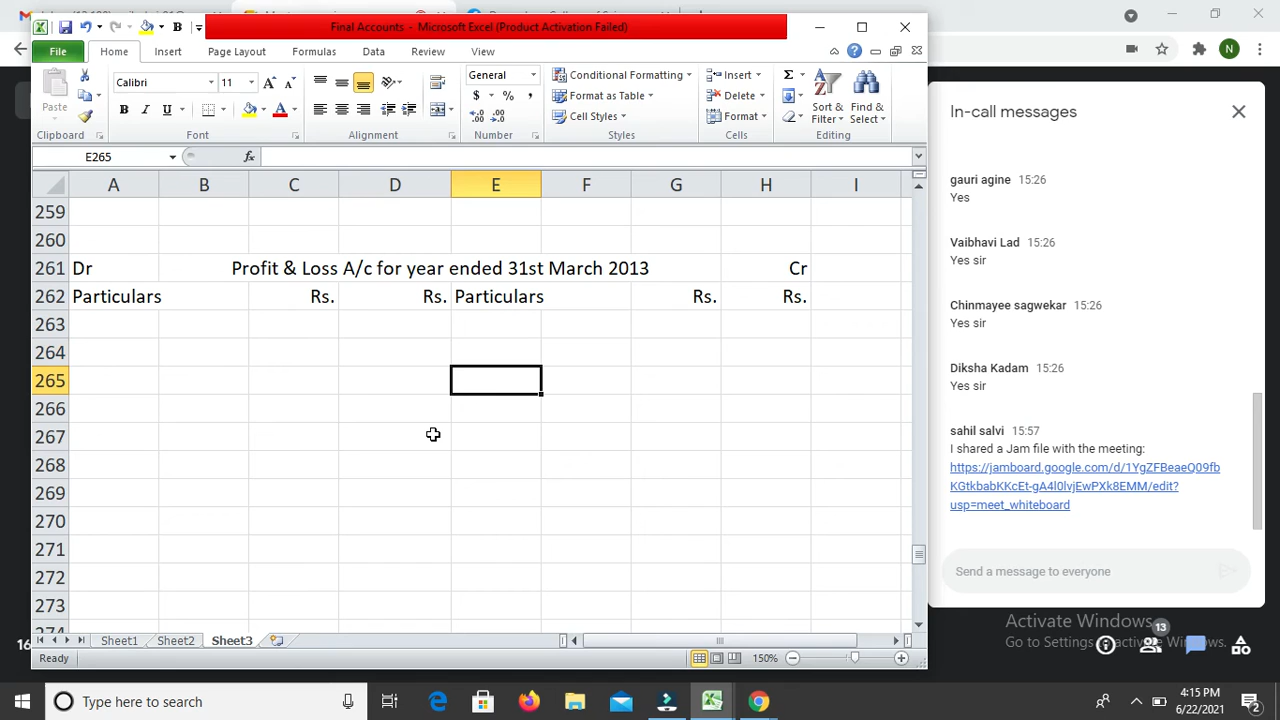 Final Accounts - Microsoft Excel (Product Activation Failed)
File Home Insert Page Layout Formulas Data Review View
Paste
Calibri 11
General
Conditional Formatting
Format as Table
Cell Styles
Insert
Delete
Format
Sort & Filter
Find & Select
Clipboard Font Alignment Number Styles Cells Editing
E265 fx
A B C D E F G H I
259
260
261 Dr Profit & Loss A/c for year ended 31st March 2013 Cr
262 Particulars Rs. Rs. Particulars Rs. Rs.
263
264
265
266
267
268
269
270
271
272
273
Sheet1 Sheet2 Sheet3
Ready 150%
In-call messages
gauri agine 15:26
Yes
Vaibhavi Lad 15:26
Yes sir
Chinmayee sagwekar 15:26
Yes sir
Diksha Kadam 15:26
Yes sir
sahil salvi 15:57
I shared a Jam file with the meeting:
https://jamboard.google.com/d/1YgZFBeaeQ09fb
KGtkbabKKcEt-gA4l0lvjEwPXk8EMM/edit?
usp=meet_whiteboard
Send a message to everyone
Activate Windows
Go to Settings to activate Windows.
13
N
Type here to search
4:15 PM
6/22/2021
2